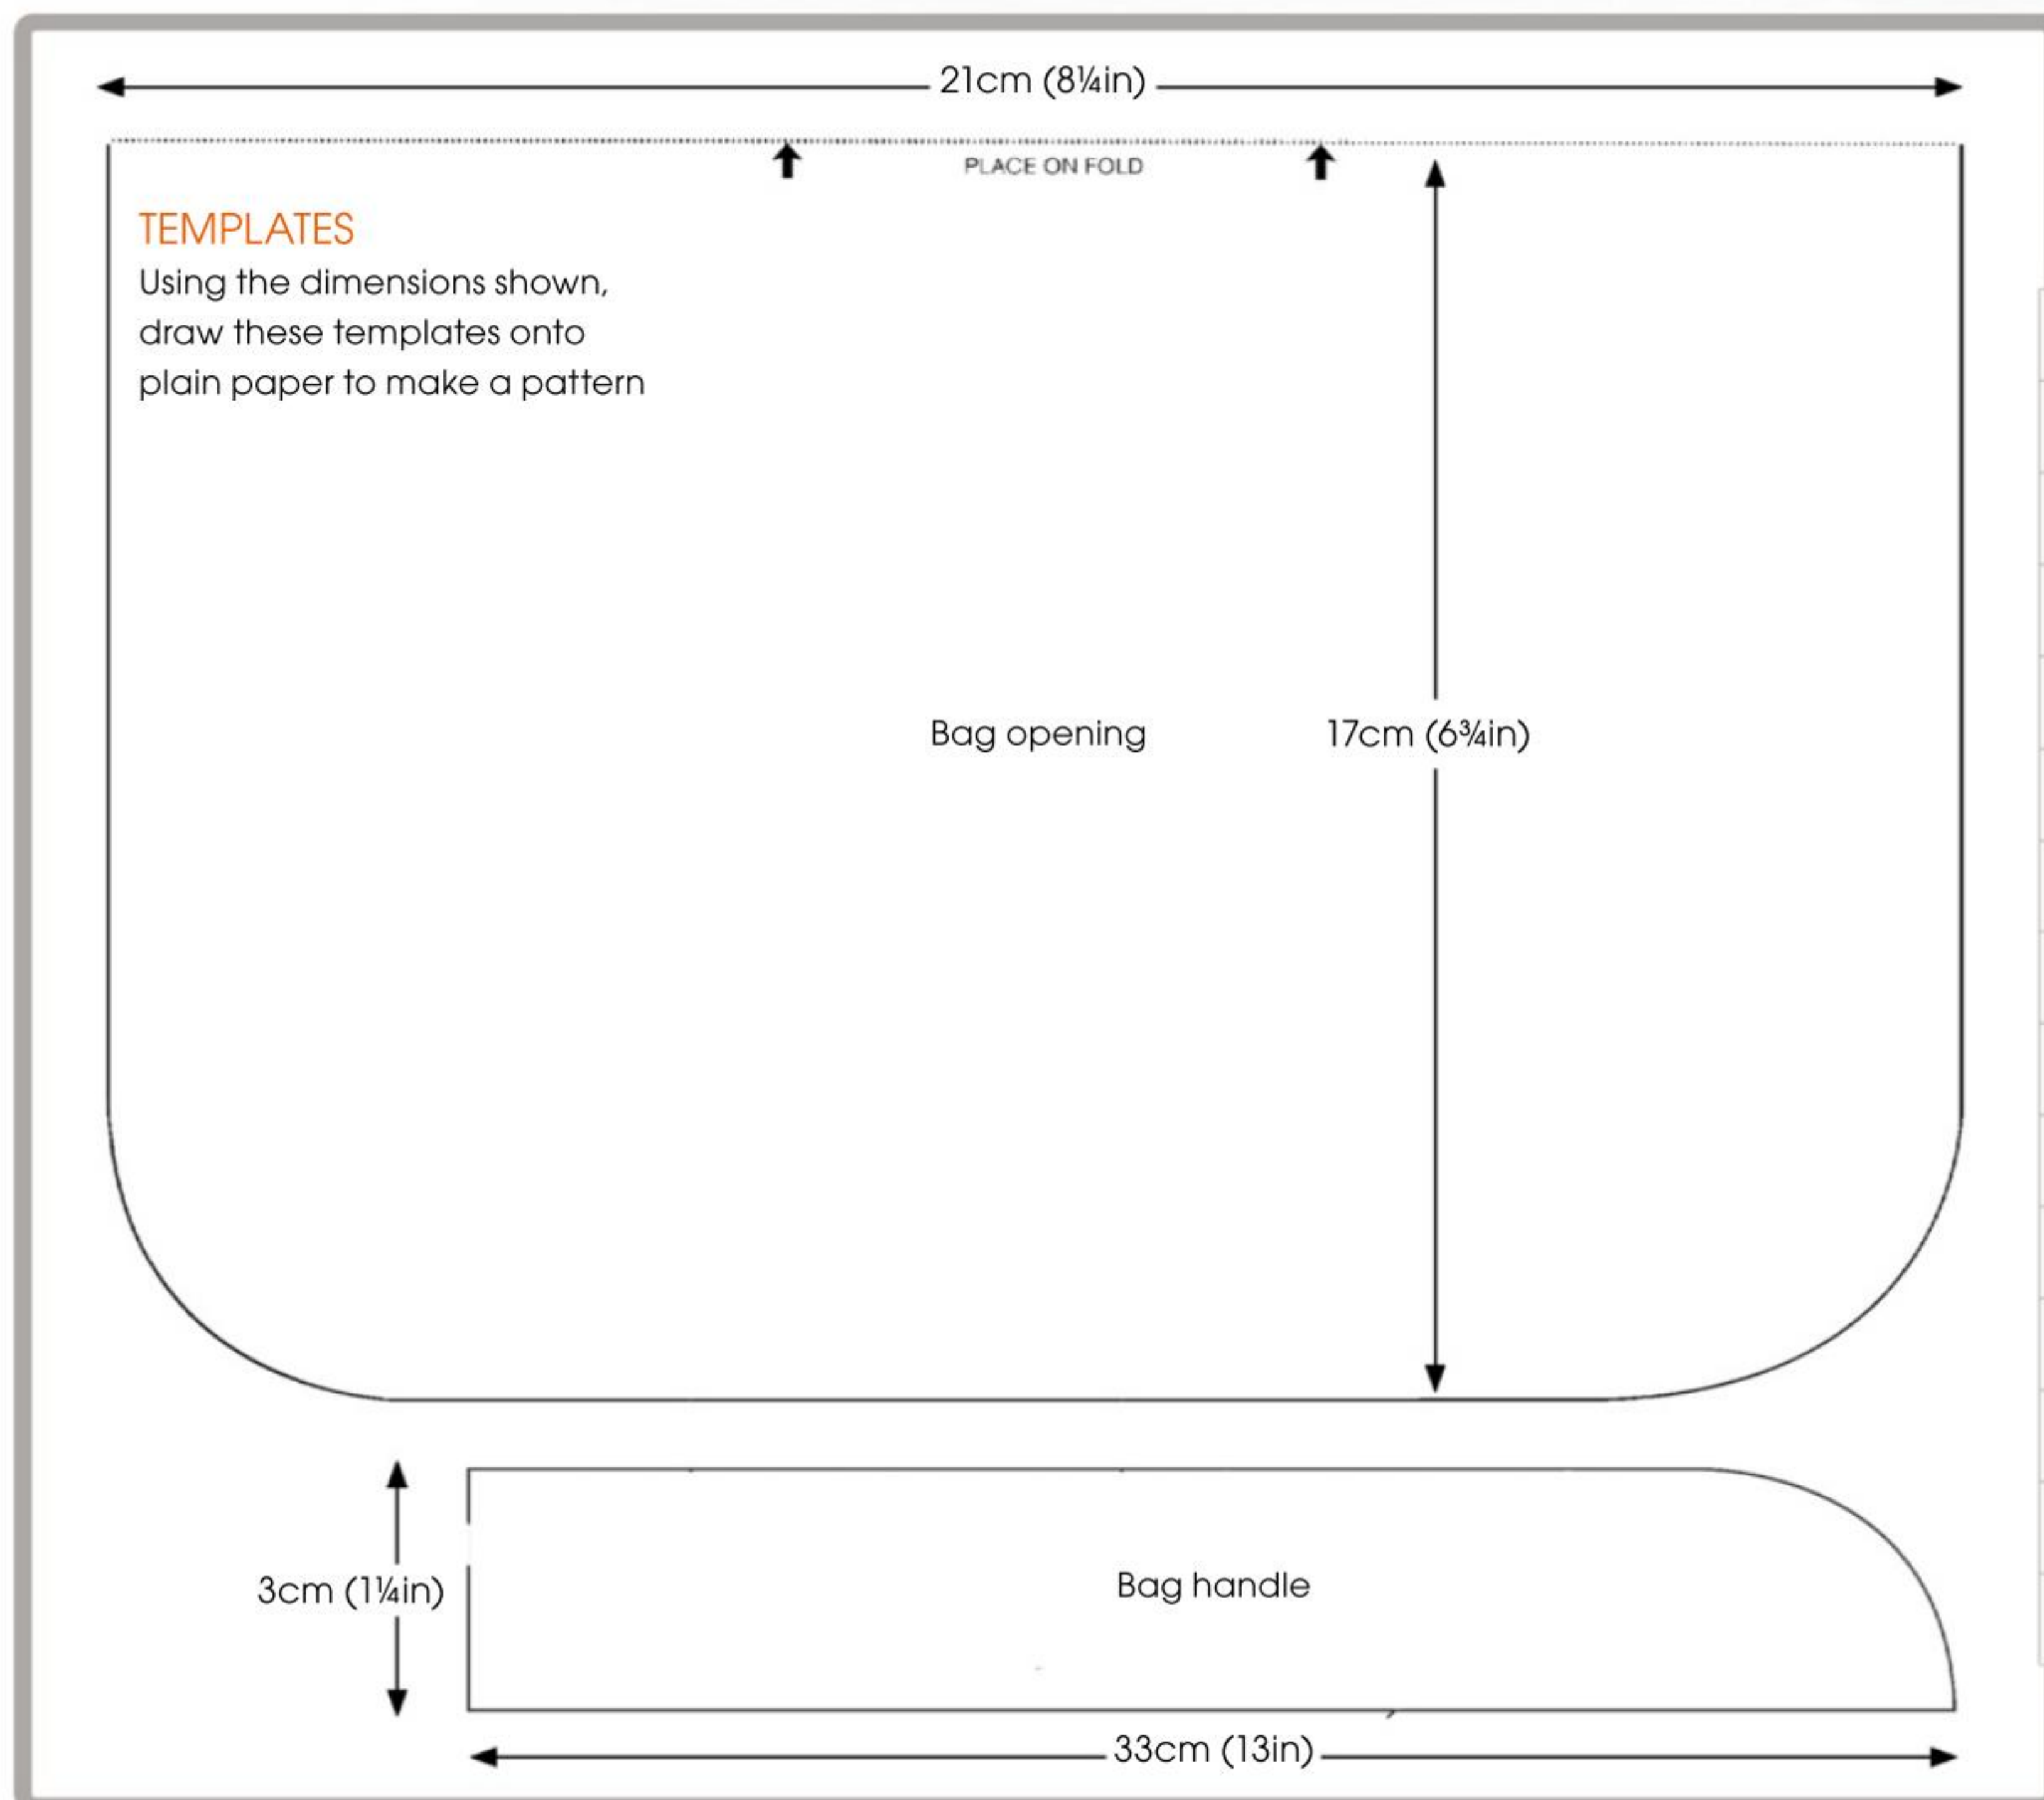 21cm (8¼in)
PLACE ON FOLD
TEMPLATES
Using the dimensions shown,
draw these templates onto
plain paper to make a pattern
Bag opening
17cm (6¾in)
3cm (1¼in)
Bag handle
33cm (13in)